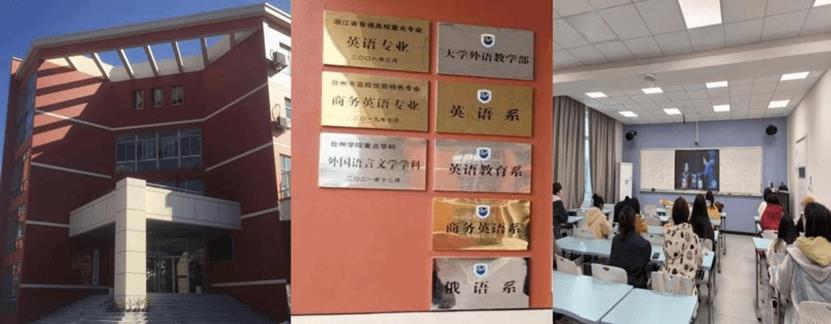 浙江省普通高校重点专业
英语专业
二〇〇六年三月
台州市高校优势特色专业
商务英语专业
二〇一九年七月
台州学院重点学科
外国语言文学学科
二〇二一年十二月
大学外语教学部
英语系
英语教育系
商务英语系
俄语系